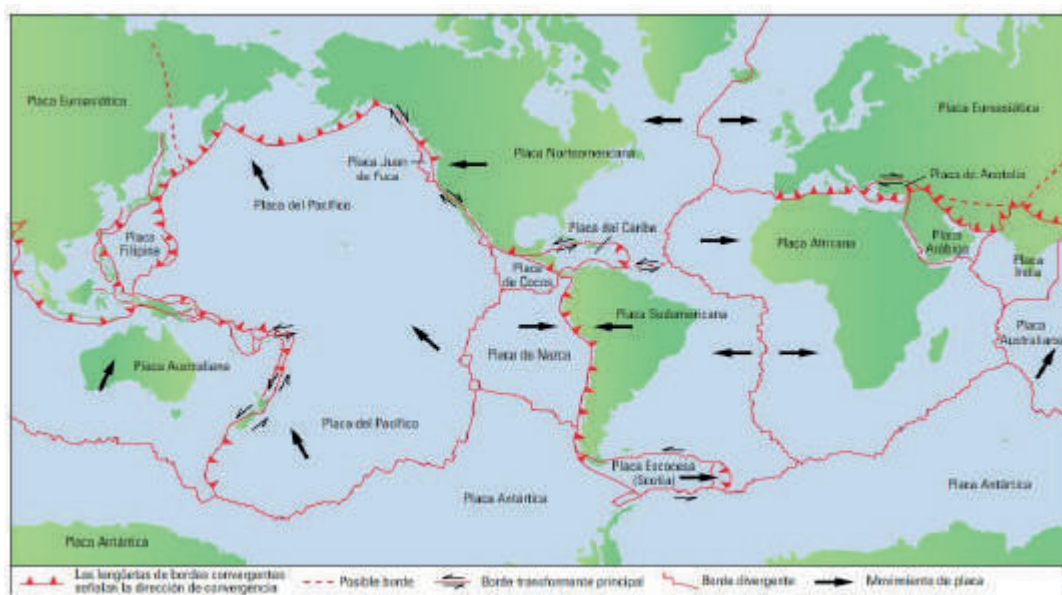 Placa Euroasiática
Placa Euroasiática
Placa Norteamericana
Placa Juan
de Fuca
Placa de Anatolia
Placa del Pacífico
Placa del Caribe
Placa
Filipina
Placa Africana
Placa
Arábiga
Placa
India
Placa
de Cocos
Placa Sudamericana
Placa
Australiana
Placa Australiana
Placa de Nazca
Placa del Pacífico
Placa Escocesa
(Scotia)
Placa Antártica
Placa Antártica
Placa Antártica
Las lengüetas de bordes convergentes
señalan la dirección de convergencia
Posible borde
Borde transformante principal
Borde divergente
Movimiento de placa